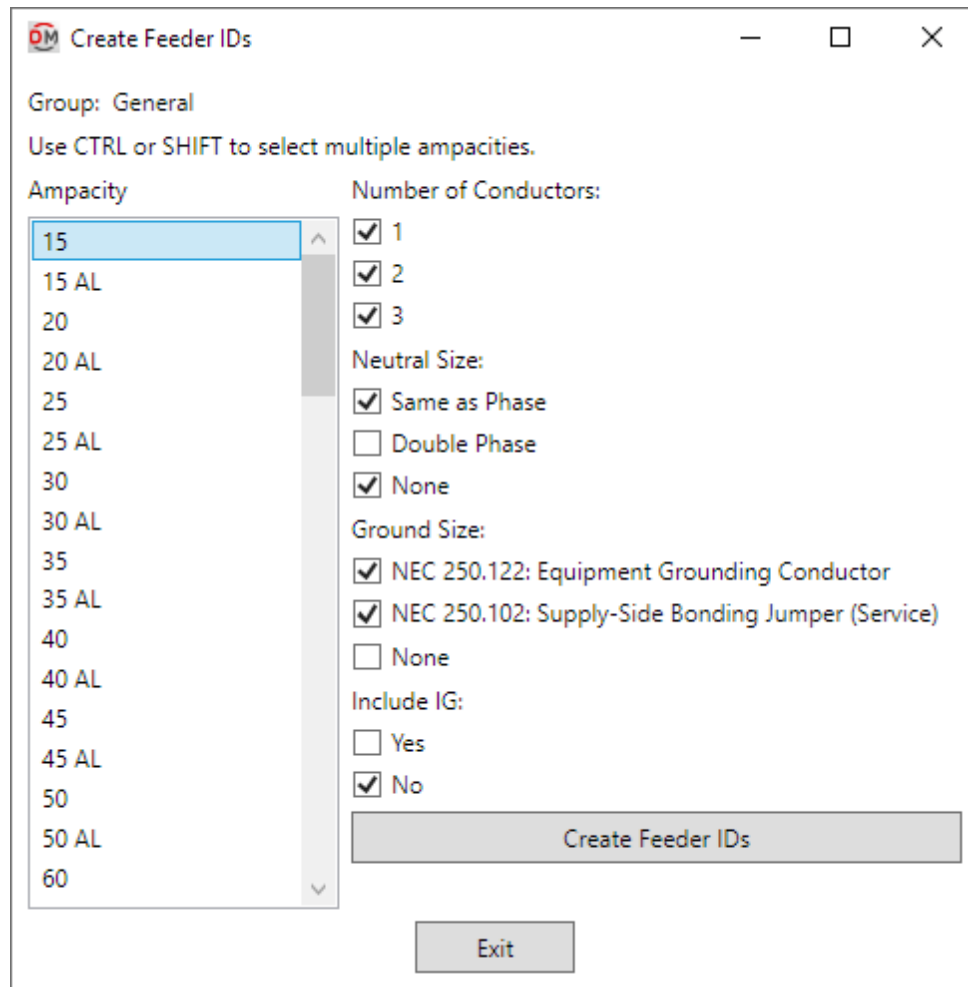 DM Create Feeder IDs
Group: General
Use CTRL or SHIFT to select multiple ampacities.
Ampacity
15
15 AL
20
20 AL
25
25 AL
30
30 AL
35
35 AL
40
40 AL
45
45 AL
50
50 AL
60
Number of Conductors:
1
2
3
Neutral Size:
Same as Phase
Double Phase
None
Ground Size:
NEC 250.122: Equipment Grounding Conductor
NEC 250.102: Supply-Side Bonding Jumper (Service)
None
Include IG:
Yes
No
Create Feeder IDs
Exit